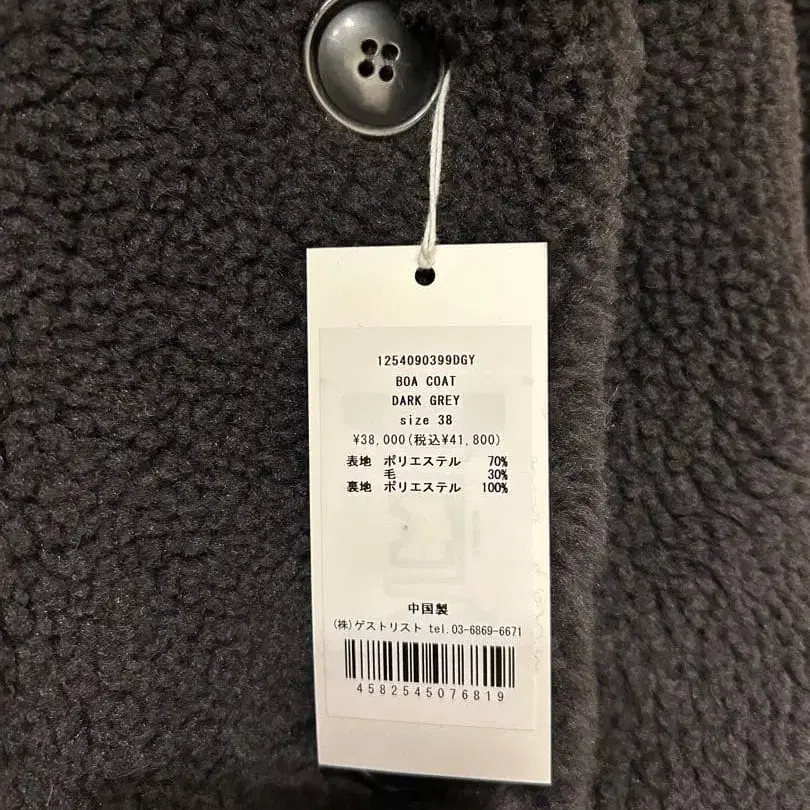 1254090399DGY
BOA COAT
DARK GREY
size 38
¥38,000(税込¥41,800)
表地 ポリエステル 70%
毛 30%
裏地 ポリエステル 100%
中国製
(株)ゲストリスト tel.03-6869-6671
4582545076819